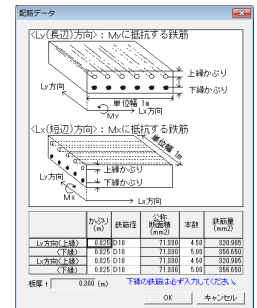 配筋データ
<Ly(長辺)方向>：Myに抵抗する鉄筋
上縁かぶり
下縁かぶり
Ly方向
単位幅 1m
Lx方向
My
<Lx(短辺)方向>：Mxに抵抗する鉄筋
単位幅 1m
上縁かぶり
下縁かぶり
Ly方向
Mx
Lx方向
かぶり (m) 鉄筋径 公称断面積 (mm2) 本数 鉄筋量 (mm2)
Ly方向(上縁) 0.025 D10 71.330 4.50 320.985
(下縁) 0.025 D10 71.330 5.00 356.650
Lx方向(上縁) 0.025 D10 71.330 4.50 320.985
(下縁) 0.025 D10 71.330 5.00 356.650
板厚 t 0.300 (m) 下縁の鉄筋は必ず入力してください。
OK キャンセル